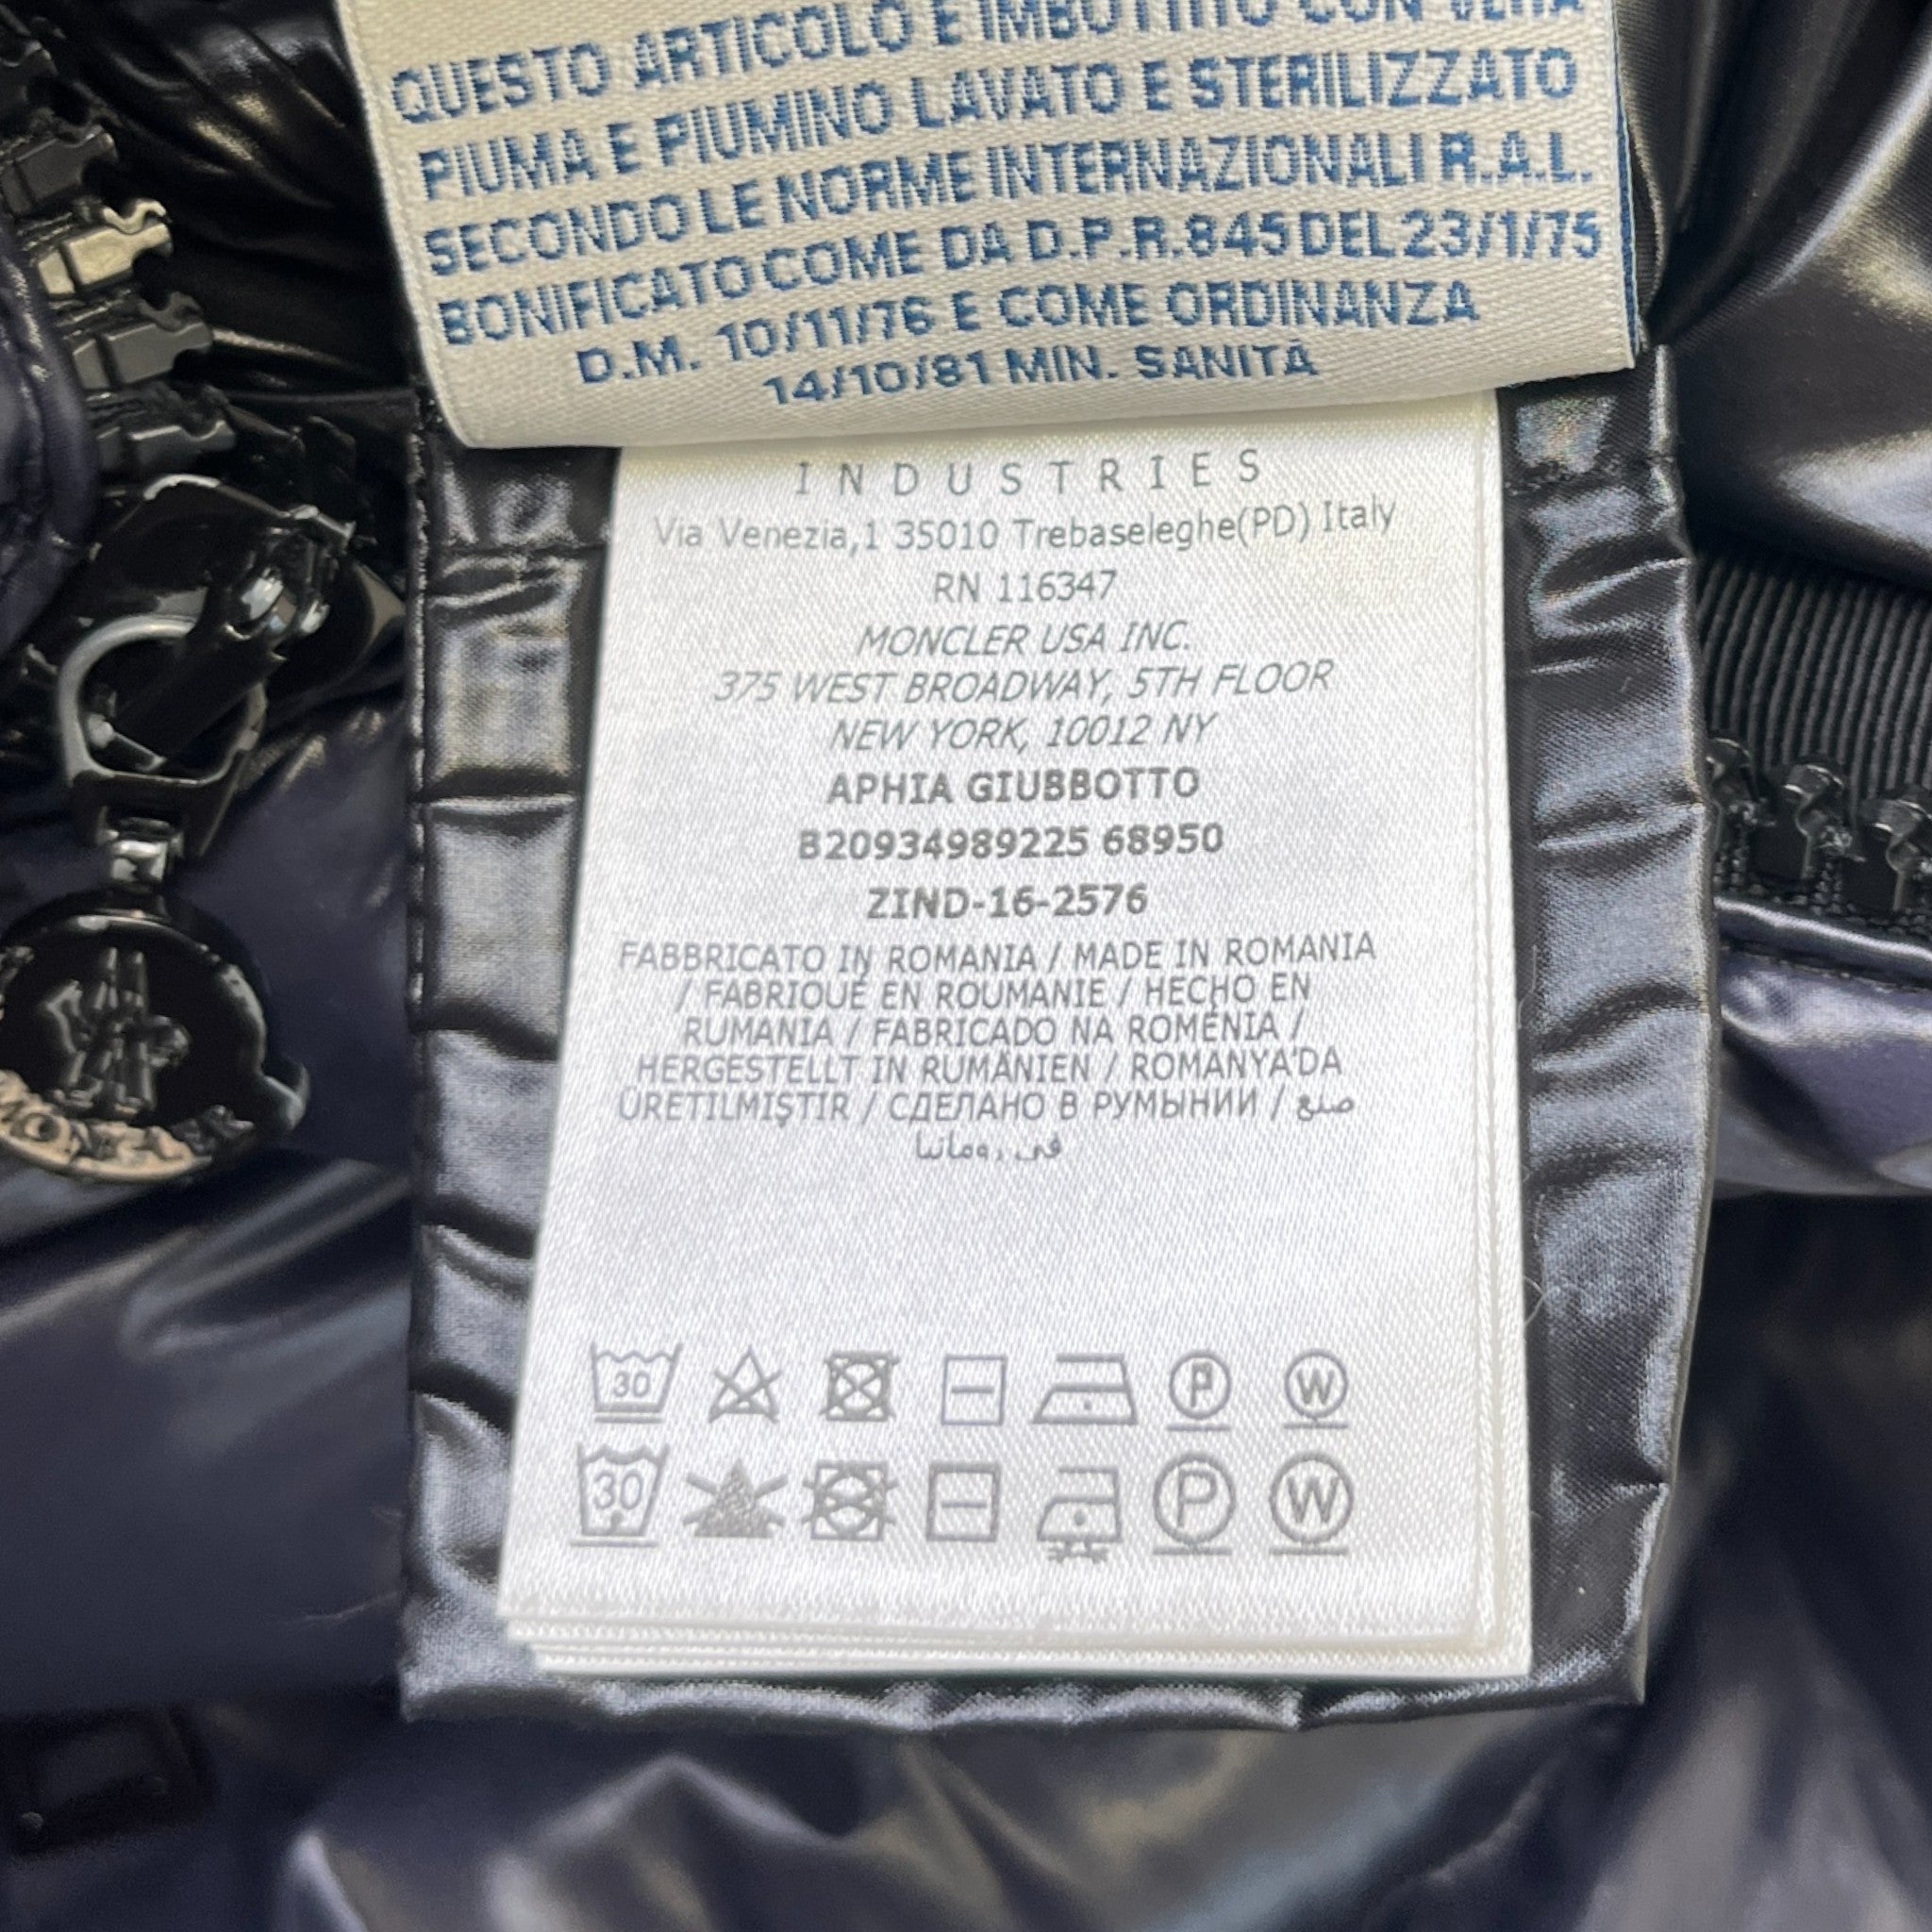 QUESTO ARTICOLO E IMBOTTITO CON VERA
PIUMA E PIUMINO LAVATO E STERILIZZATO
SECONDO LE NORME INTERNAZIONALI R.A.L.
BONIFICATO COME DA D.P.R. 845 DEL 23/1/75
D.M. 10/11/76 E COME ORDINANZA
14/10/81 MIN. SANITÀ
INDUSTRIES
Via Venezia,1 35010 Trebaseleghe(PD) Italy
RN 116347
MONCLER USA INC.
375 WEST BROADWAY, 5TH FLOOR
NEW YORK, 10012 NY
APHIA GIUBBOTTO
B20934989225 68950
ZIND-16-2576
FABBRICATO IN ROMANIA / MADE IN ROMANIA
/ FABRIQUÉ EN ROUMANIE / HECHO EN
RUMANIA / FABRICADO NA ROMÊNIA /
HERGESTELLT IN RUMÄNIEN / ROMANYA'DA
ÜRETILMIŞTIR / СДЕЛАНО В РУМЫНИИ / صنع
في رومانيا
30 P W
30 P W
MONCLER